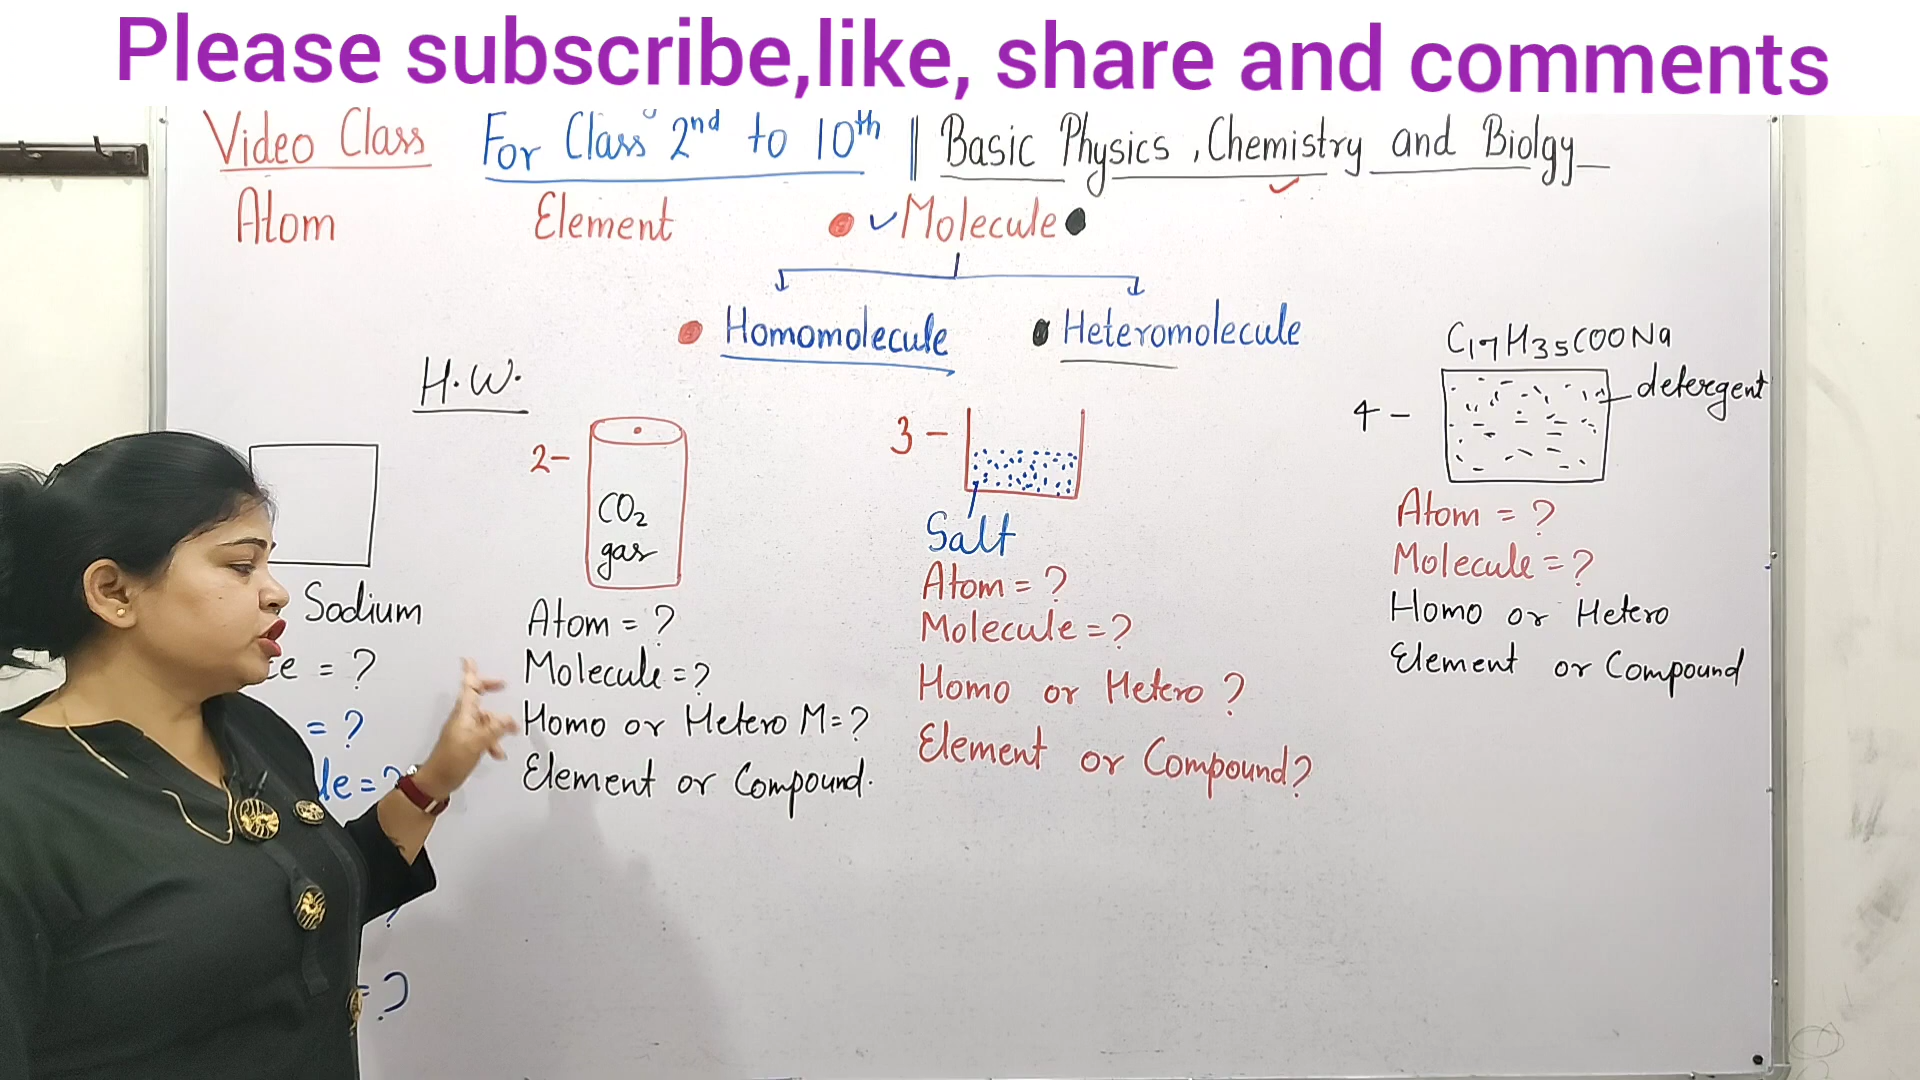 Please subscribe,like, share and comments
Video Class For Class 2nd to 10th || Basic Physics ,Chemistry and Biolgy
Atom Element Molecule
Homomolecule Heteromolecule
H.W.
C17H35COONa
detergent
2-
3-
4-
CO2
gas
Salt
Sodium
= ?
= ?
= ?
?
= ?
Atom = ?
Molecule = ?
Homo or Hetero M = ?
Element or Compound.
Atom = ?
Molecule = ?
Homo or Hetero ?
Element or Compound?
Atom = ?
Molecule = ?
Homo or Hetero
Element or Compound